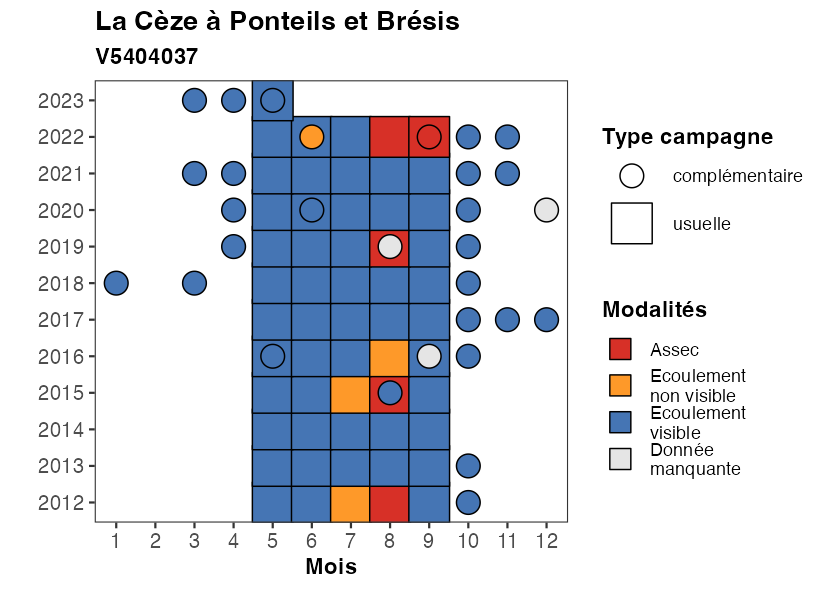 La Cèze à Ponteils et Brésis
V5404037
2023
2022
2021
2020
2019
2018
2017
2016
2015
2014
2013
2012
1 2 3 4 5 6 7 8 9 10 11 12
Mois
Type campagne
complémentaire
usuelle
Modalités
Assec
Ecoulement
non visible
Ecoulement
visible
Donnée
manquante